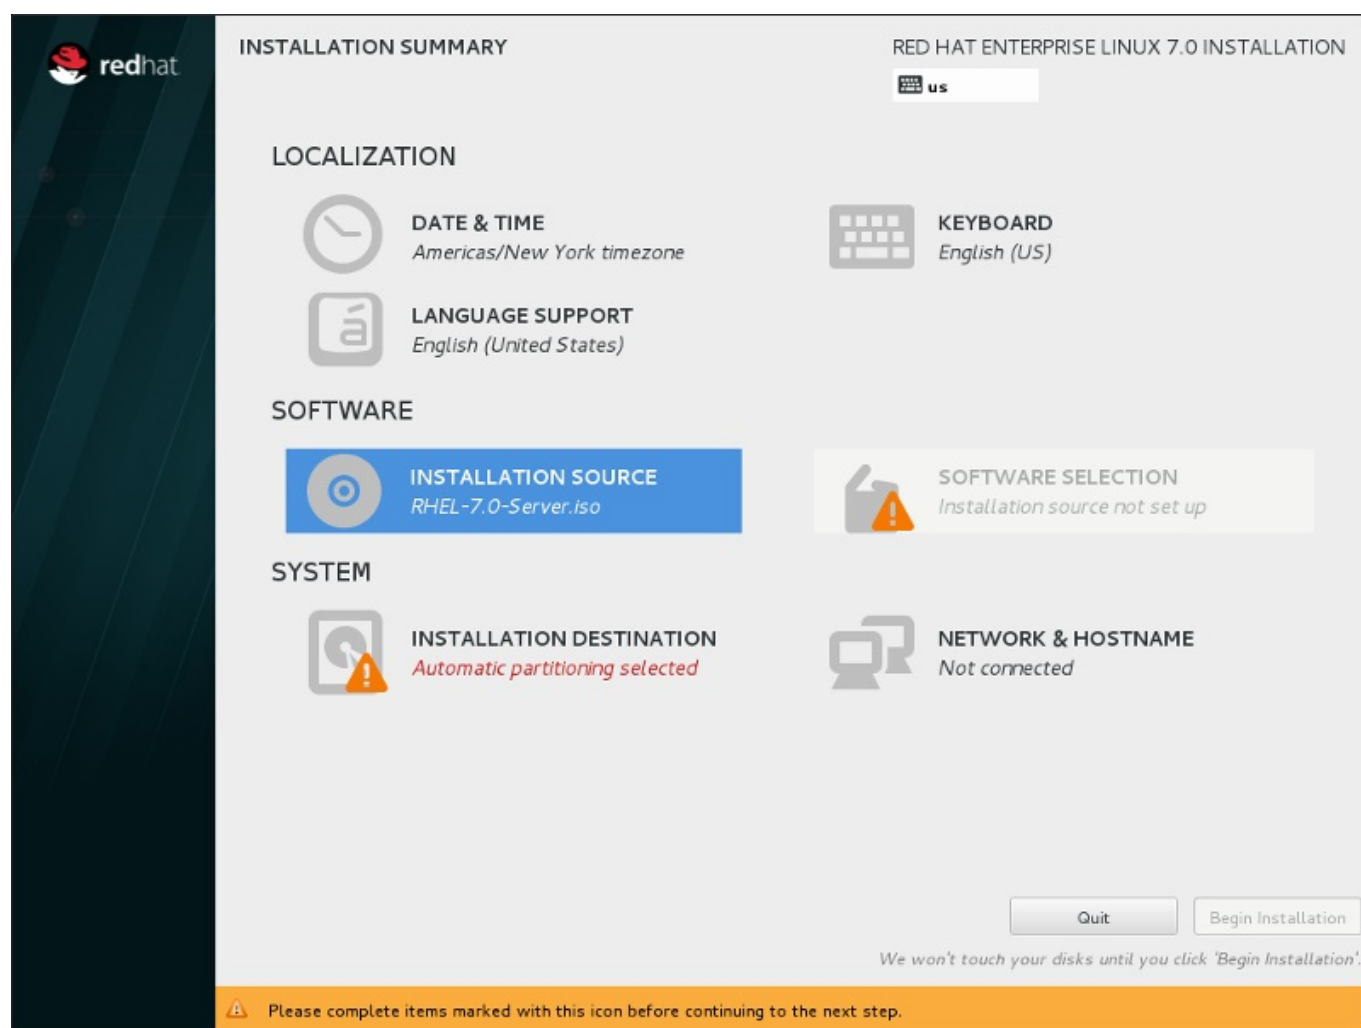 redhat
INSTALLATION SUMMARY
RED HAT ENTERPRISE LINUX 7.0 INSTALLATION
us
LOCALIZATION
DATE & TIME
Americas/New York timezone
KEYBOARD
English (US)
á
LANGUAGE SUPPORT
English (United States)
SOFTWARE
INSTALLATION SOURCE
RHEL-7.0-Server.iso
SOFTWARE SELECTION
Installation source not set up
SYSTEM
INSTALLATION DESTINATION
Automatic partitioning selected
NETWORK & HOSTNAME
Not connected
Quit
Begin Installation
We won't touch your disks until you click 'Begin Installation'.
Please complete items marked with this icon before continuing to the next step.